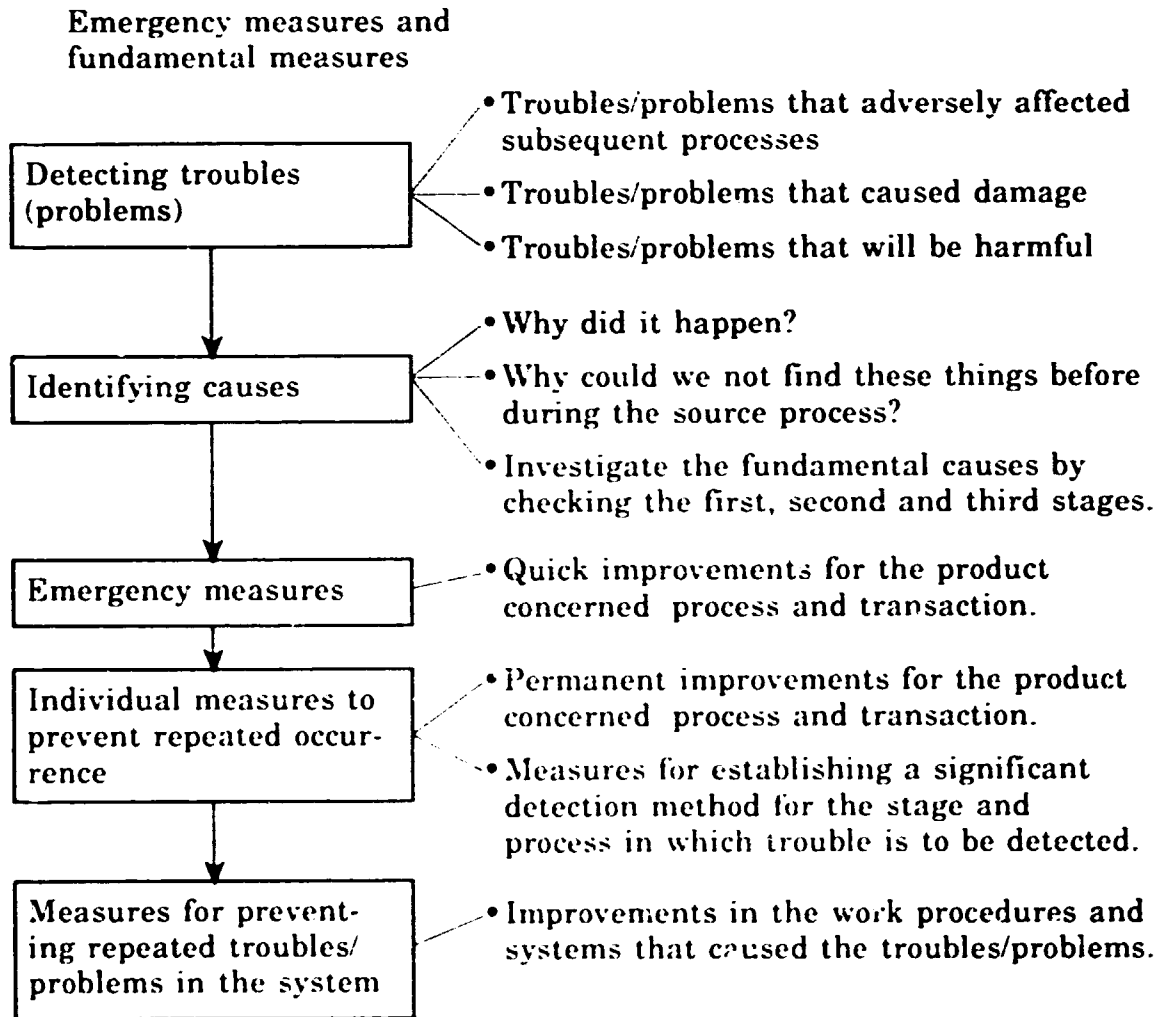 Emergency measures and
fundamental measures
Detecting troubles
(problems)
• Troubles/problems that adversely affected
subsequent processes
• Troubles/problems that caused damage
• Troubles/problems that will be harmful
Identifying causes
• Why did it happen?
• Why could we not find these things before
during the source process?
• Investigate the fundamental causes by
checking the first, second and third stages.
Emergency measures
• Quick improvements for the product
concerned process and transaction.
Individual measures to
prevent repeated occur-
rence
• Permanent improvements for the product
concerned process and transaction.
• Measures for establishing a significant
detection method for the stage and
process in which trouble is to be detected.
Measures for prevent-
ing repeated troubles/
problems in the system
• Improvements in the work procedures and
systems that caused the troubles/problems.